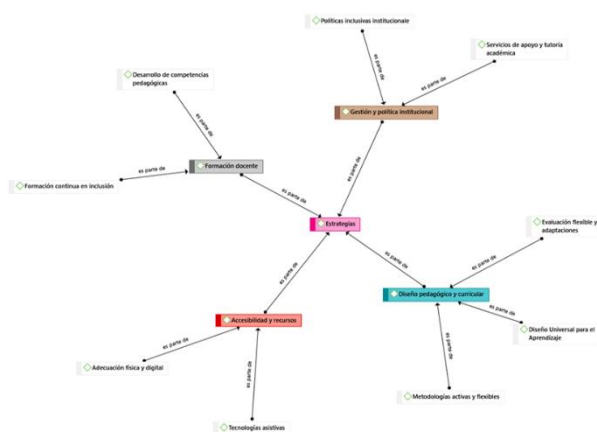 Políticas inclusivas institucionale
Servicios de apoyo y tutoría
académica
es parte de
es parte de
Gestión y política institucional
Desarrollo de competencias
pedagógicas
es parte de
Formación docente
es parte de
Formación continua en inclusión
es parte de
es parte de
Estrategias
Evaluación flexible y
adaptaciones
es parte de
es parte de
es parte de
Diseño pedagógico y curricular
es parte de
Diseño Universal para el
Aprendizaje
Accesibilidad y recursos
es parte de
Adecuación física y digital
es parte de
es parte de
Metodologías activas y flexibles
Tecnologías asistivas